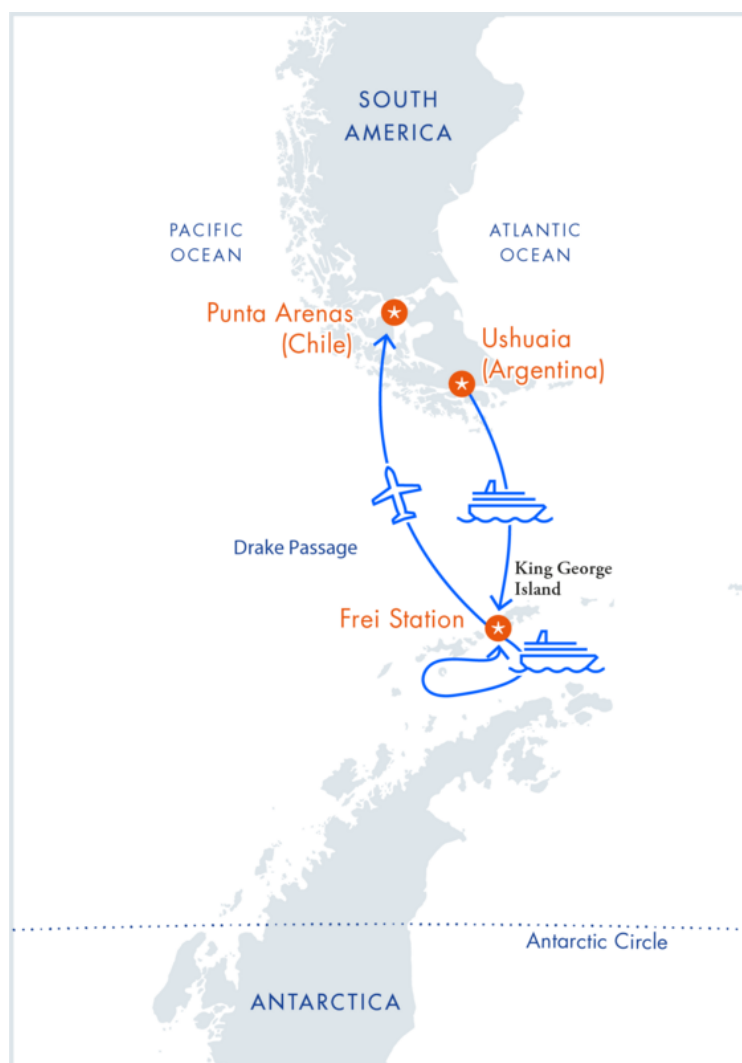 SOUTH
AMERICA
PACIFIC
OCEAN
ATLANTIC
OCEAN
Punta Arenas
(Chile)
Ushuaia
(Argentina)
Drake Passage
King George
Island
Frei Station
Antarctic Circle
ANTARCTICA